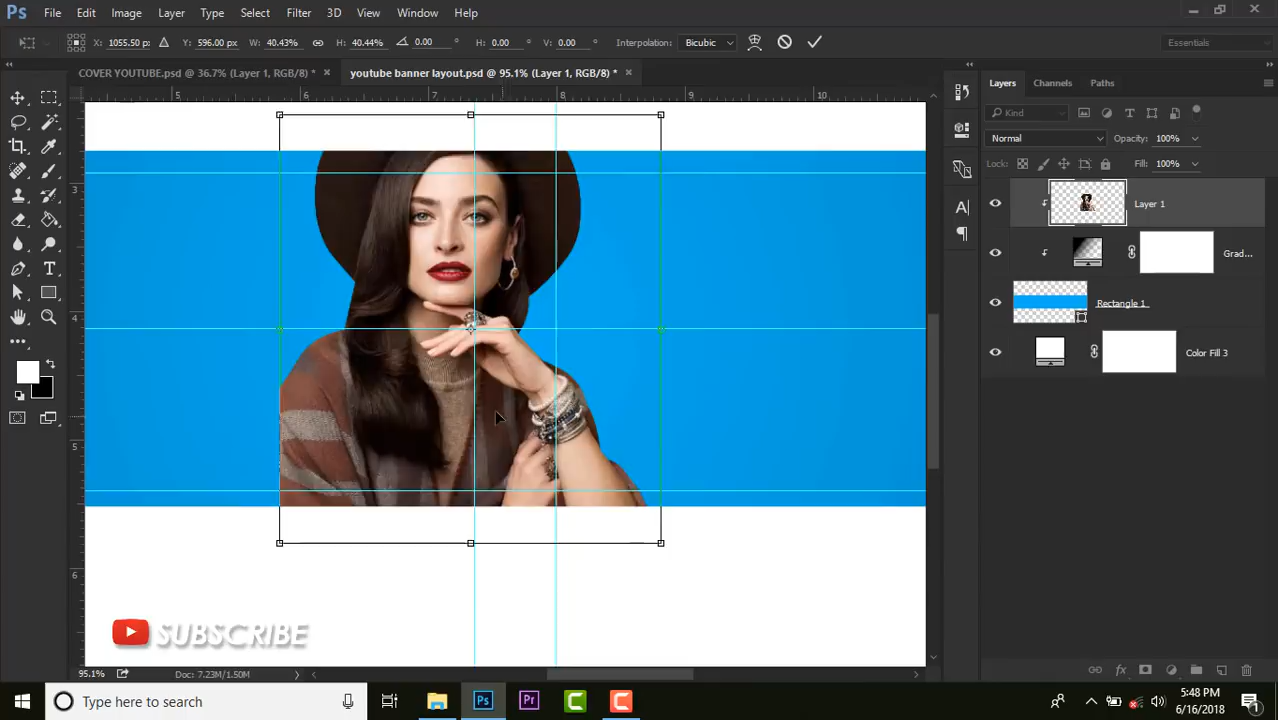 Ps File Edit Image Layer Type Select Filter 3D View Window Help
X: 1055.50 px Y: 596.00 px W: 40.43% H: 40.44% 0.00 ° H: 0.00 ° V: 0.00 ° Interpolation: Bicubic Essentials
COVER YOUTUBE.psd @ 36.7% (Layer 1, RGB/8) * × youtube banner layout.psd @ 95.1% (Layer 1, RGB/8) * ×
5 6 7 8 9 10
3
4
5
6
Layers Channels Paths
Kind
Normal Opacity: 100%
Lock: Fill: 100%
Layer 1
Grad...
Rectangle 1
Color Fill 3
SUBSCRIBE
95.1% Doc: 7.23M/1.50M
Type here to search
Ps Pr C C
5:48 PM
6/16/2018
1